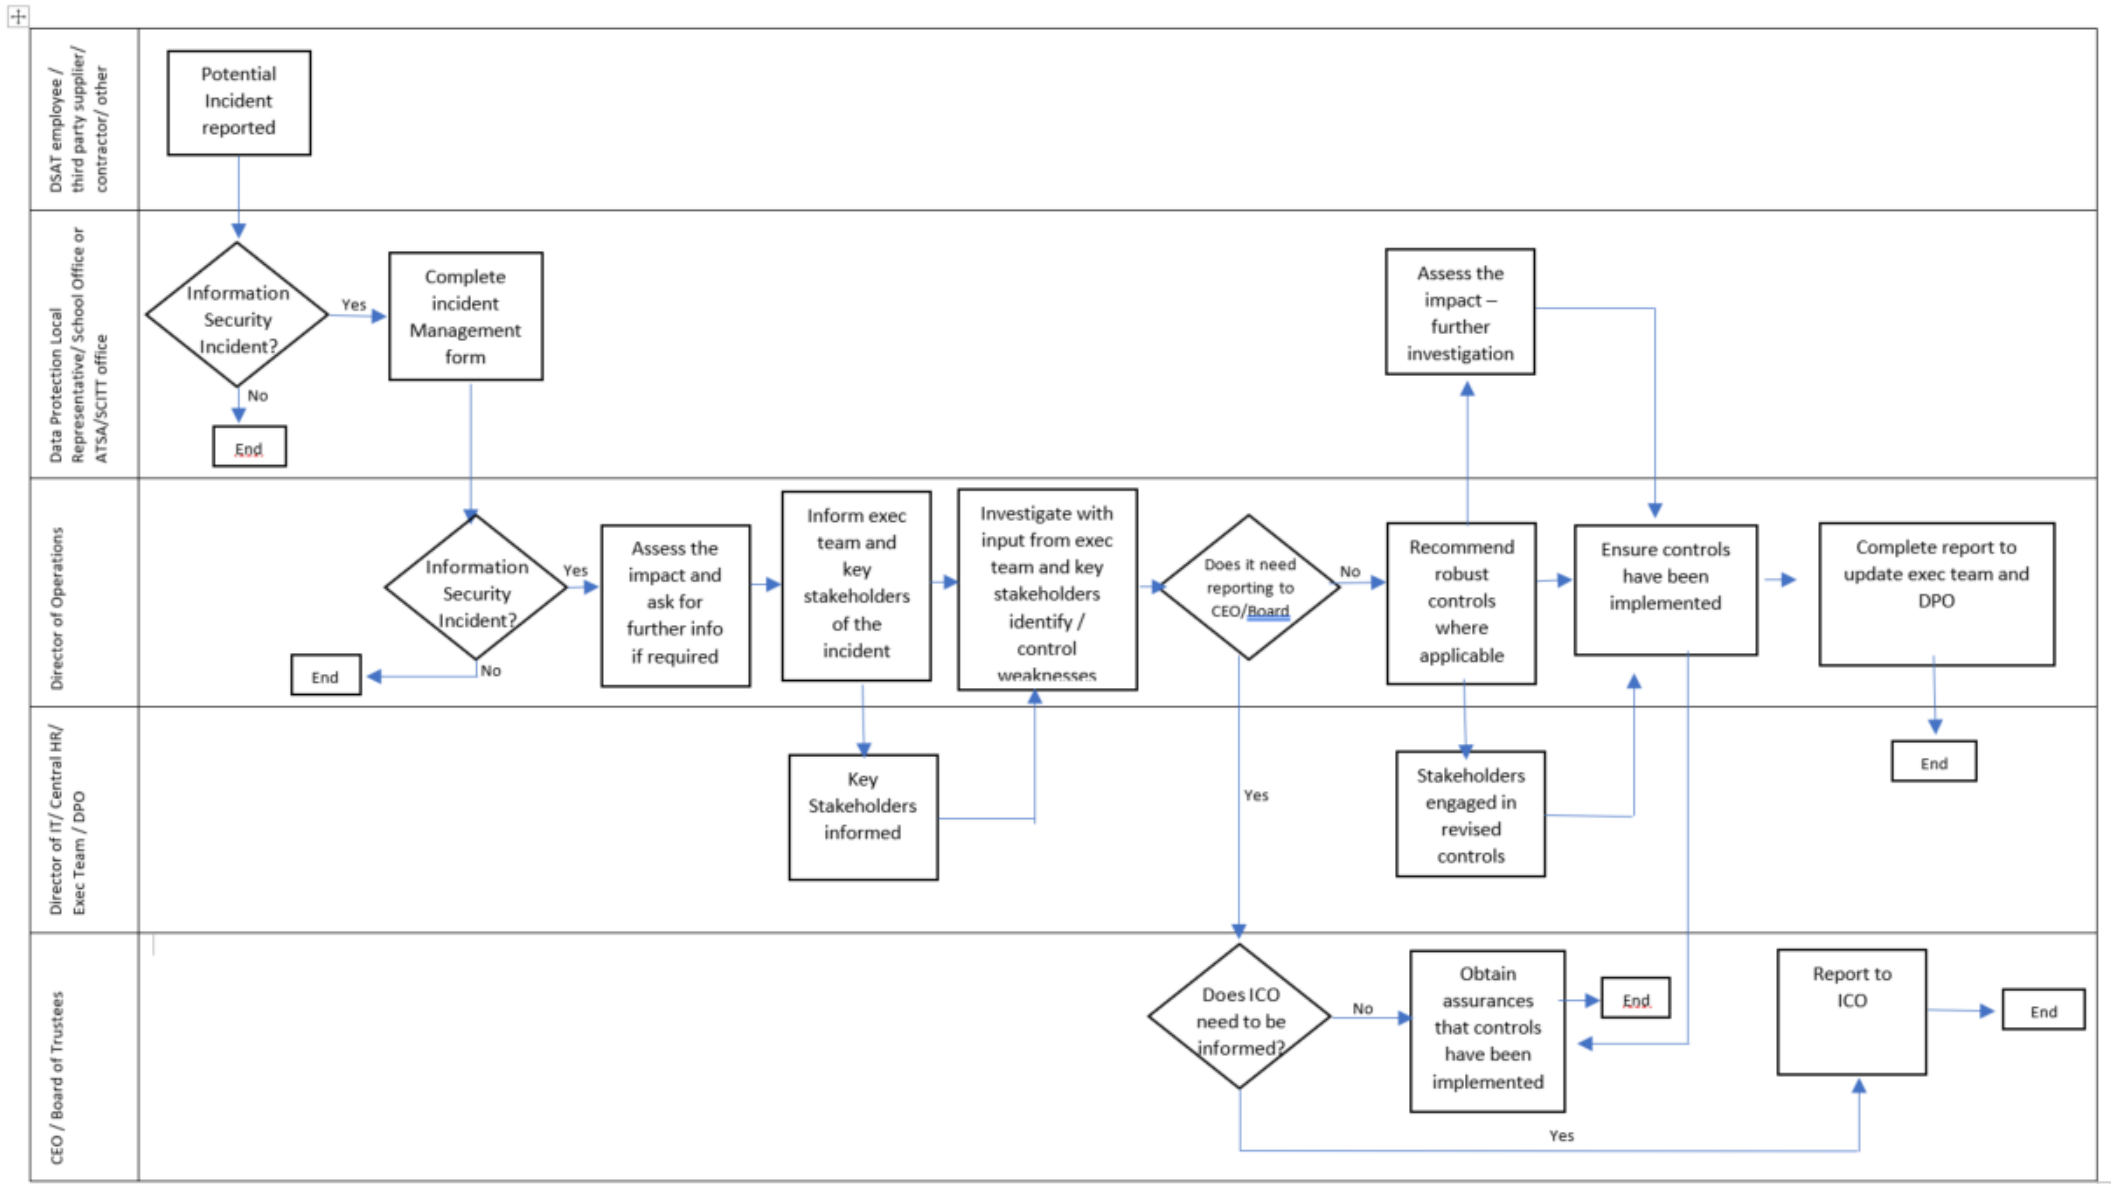 DSAT employee /
third party supplier/
contractor/ other
Potential
Incident
reported
Data Protection Local
Representative/ School Office or
ATSA/SCITT office
Information
Security
Incident?
Yes
No
End
Complete
incident
Management
form
Assess the
impact –
further
investigation
Director of Operations
Information
Security
Incident?
Yes
No
End
Assess the
impact and
ask for
further info
if required
Inform exec
team and
key
stakeholders
of the
incident
Investigate with
input from exec
team and key
stakeholders
identify /
control
weaknesses
Does it need
reporting to
CEO/Board
No
Yes
Recommend
robust
controls
where
applicable
Ensure controls
have been
implemented
Complete report to
update exec team and
DPO
Director of IT/ Central HR/
Exec Team / DPO
Key
Stakeholders
informed
Stakeholders
engaged in
revised
controls
End
CEO / Board of Trustees
Does ICO
need to be
informed?
No
Yes
Obtain
assurances
that controls
have been
implemented
End
Report to
ICO
End